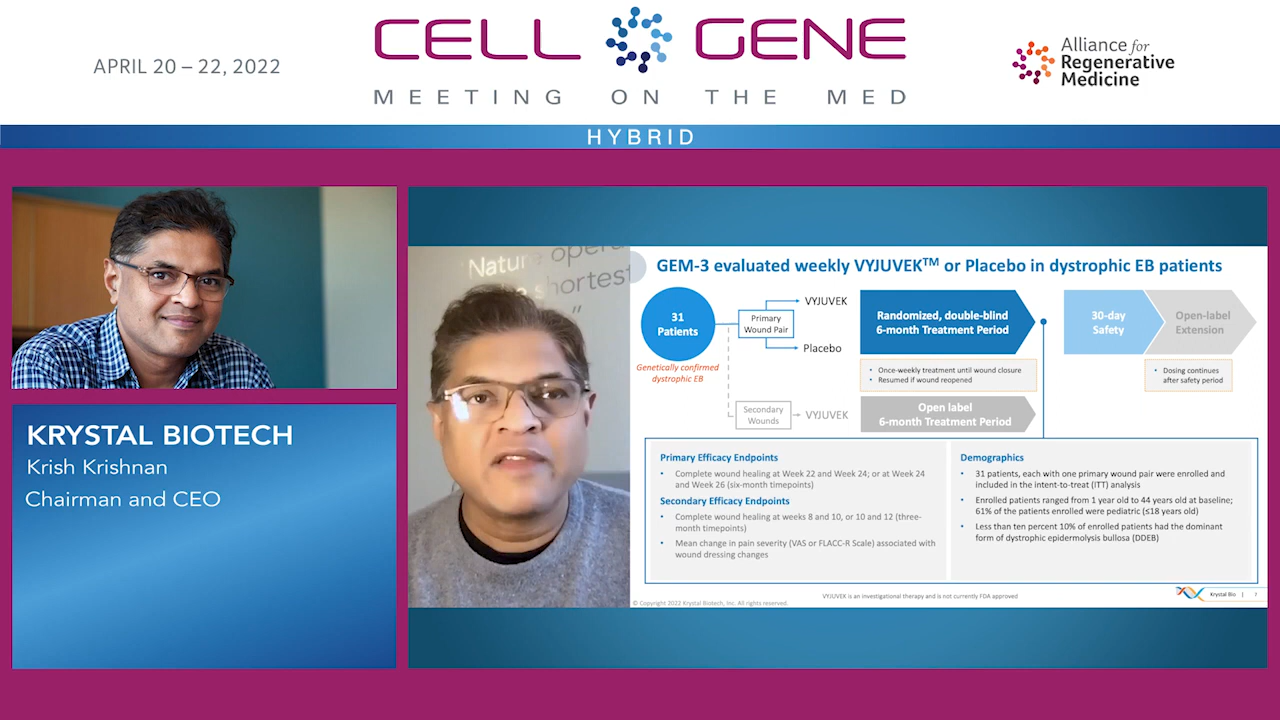 APRIL 20 – 22, 2022
CELL GENE
MEETING ON THE MED
Alliance for
Regenerative
Medicine
HYBRID
KRYSTAL BIOTECH
Krish Krishnan
Chairman and CEO
"Nature
shortest
"
GEM-3 evaluated weekly VYJUVEK™ or Placebo in dystrophic EB patients
31
Patients
Genetically confirmed
dystrophic EB
Primary
Wound Pair
VYJUVEK
Placebo
Secondary
Wounds
VYJUVEK
Randomized, double-blind
6-month Treatment Period
• Once-weekly treatment until wound closure
• Resumed if wound reopened
Open label
6-month Treatment Period
30-day
Safety
Open-label
Extension
• Dosing continues
after safety period
Primary Efficacy Endpoints
• Complete wound healing at Week 22 and Week 24; or at Week 24
and Week 26 (six-month timepoints)
Secondary Efficacy Endpoints
• Complete wound healing at weeks 8 and 10, or 10 and 12 (three-
month timepoints)
• Mean change in pain severity (VAS or FLACC-R Scale) associated with
wound dressing changes
Demographics
• 31 patients, each with one primary wound pair were enrolled and
included in the intent-to-treat (ITT) analysis
• Enrolled patients ranged from 1 year old to 44 years old at baseline;
61% of the patients enrolled were pediatric (≤18 years old)
• Less than ten percent 10% of enrolled patients had the dominant
form of dystrophic epidermolysis bullosa (DDEB)
© Copyright 2022 Krystal Biotech, Inc. All rights reserved.
VYJUVEK is an investigational therapy and is not currently FDA approved
Krystal Bio | 7